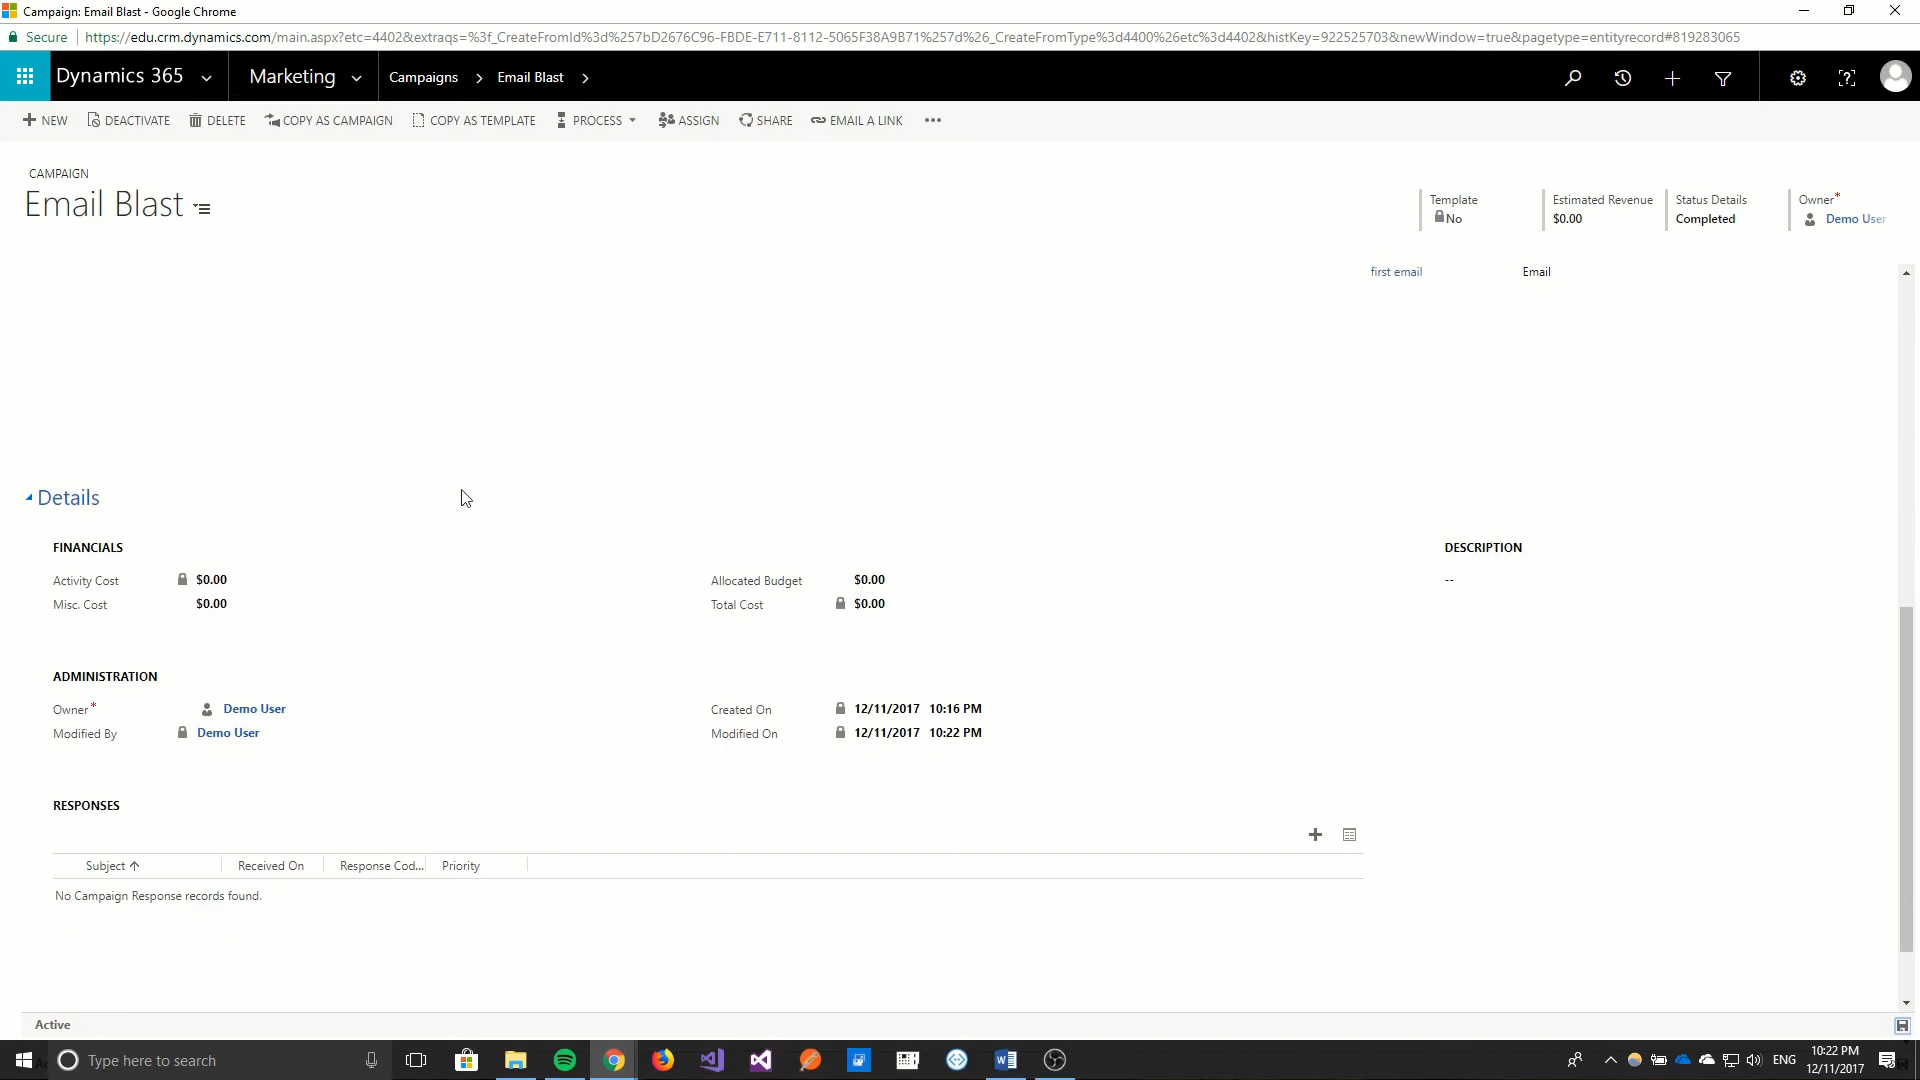 Campaign: Email Blast - Google Chrome
Secure https://edu.crm.dynamics.com/main.aspx?etc=4402&extraqs=%3f_CreateFromId%3d%257bD2676C96-FBDE-E711-8112-5065F38A9B71%257d%26_CreateFromType%3d4400%26etc%3d4402&histKey=922525703&newWindow=true&pagetype=entityrecord#819283065
Dynamics 365 Marketing Campaigns Email Blast
NEW DEACTIVATE DELETE COPY AS CAMPAIGN COPY AS TEMPLATE PROCESS ASSIGN SHARE EMAIL A LINK •••
CAMPAIGN
Email Blast
Template Estimated Revenue Status Details Owner*
No $0.00 Completed Demo User
first email Email
Details
FINANCIALS DESCRIPTION
Activity Cost $0.00 Allocated Budget $0.00 --
Misc. Cost $0.00 Total Cost $0.00
ADMINISTRATION
Owner* Demo User Created On 12/11/2017 10:16 PM
Modified By Demo User Modified On 12/11/2017 10:22 PM
RESPONSES
Subject Received On Response Cod... Priority
No Campaign Response records found.
Active
Type here to search ENG 10:22 PM
12/11/2017